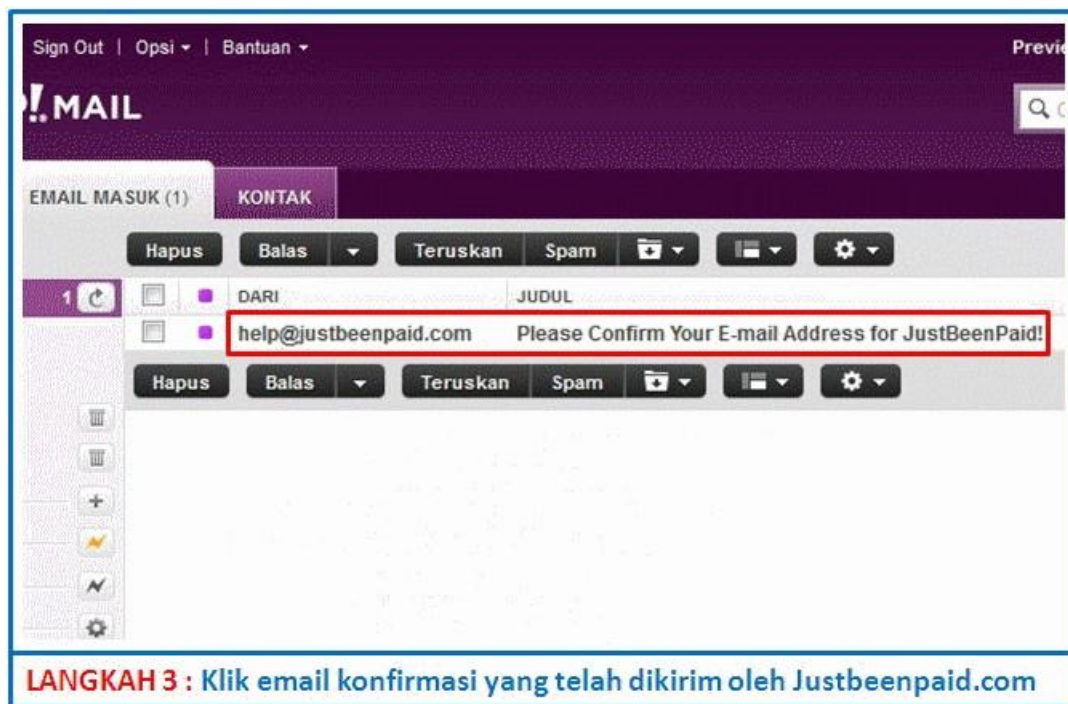 Sign Out | Opsi | Bantuan Previe
! MAIL
EMAIL MASUK (1) KONTAK
Hapus Balas Teruskan Spam
1 DARI JUDUL
help@justbeenpaid.com Please Confirm Your E-mail Address for JustBeenPaid!
Hapus Balas Teruskan Spam
LANGKAH 3 : Klik email konfirmasi yang telah dikirim oleh Justbeenpaid.com